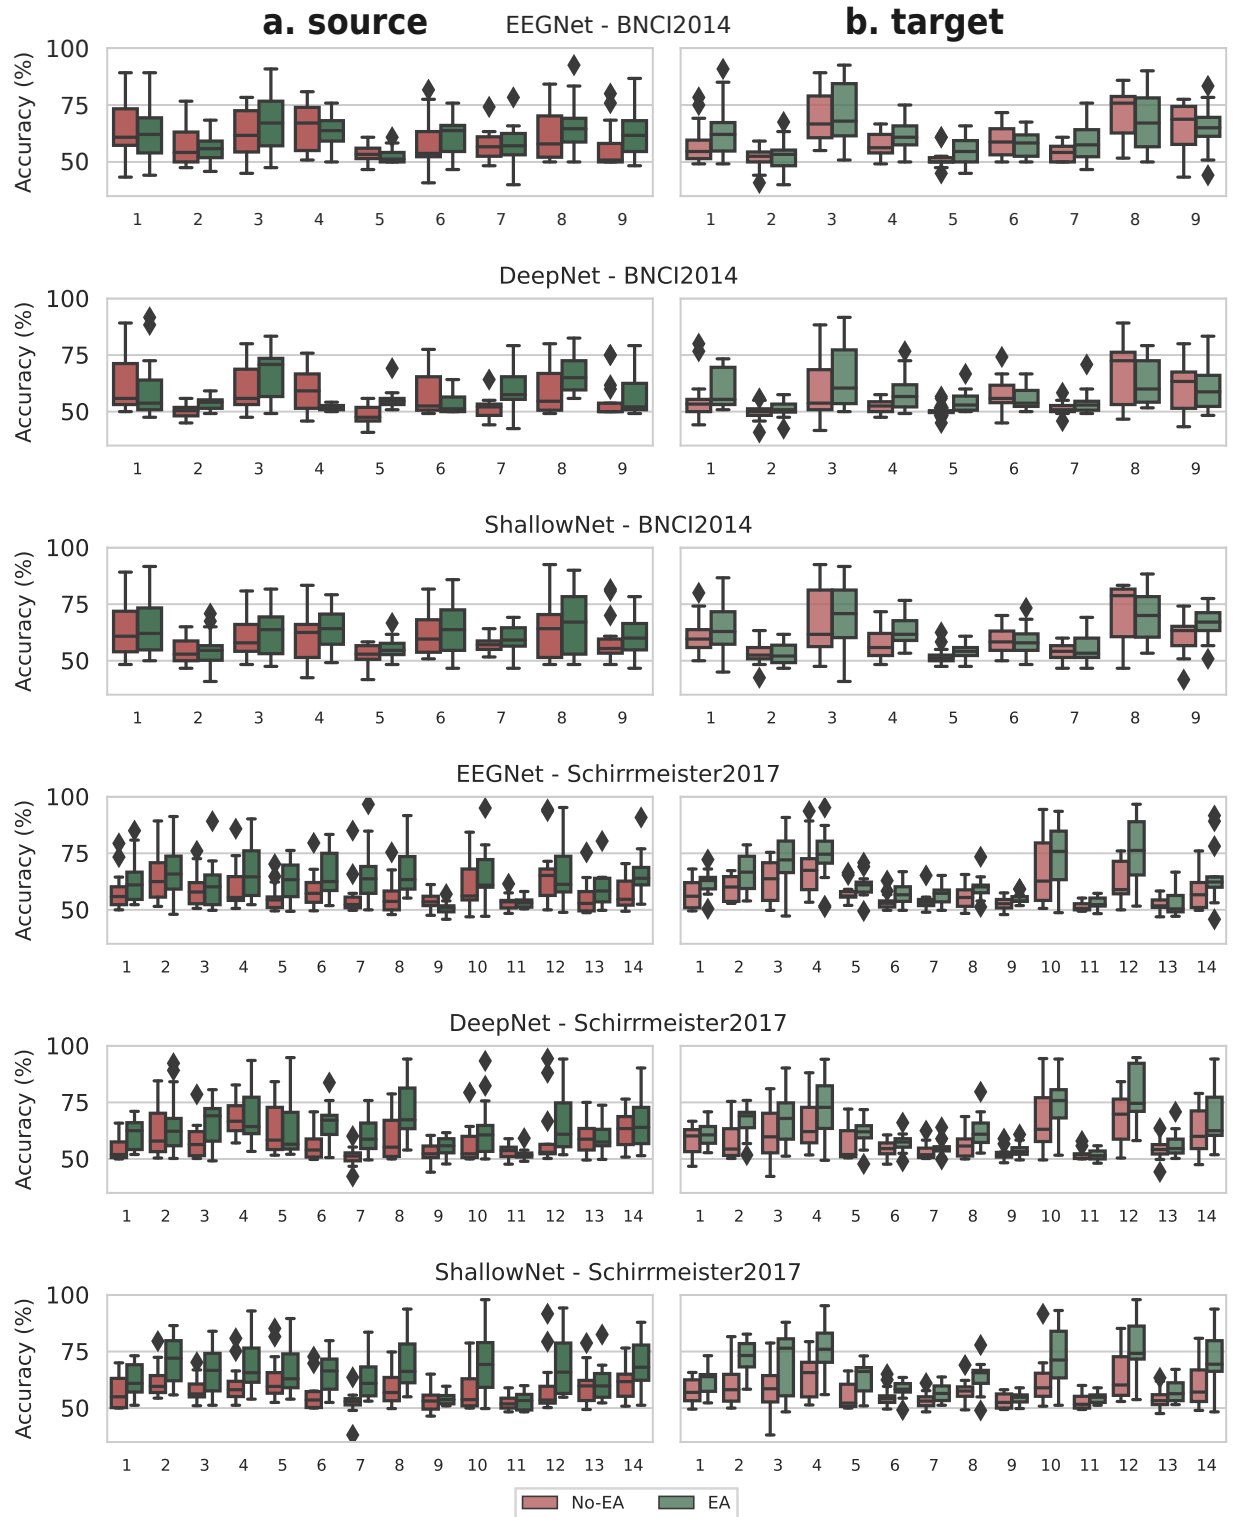 a. source
EEGNet - BNCI2014
b. target
Accuracy (%)
100
75
50
1 2 3 4 5 6 7 8 9
1 2 3 4 5 6 7 8 9
DeepNet - BNCI2014
Accuracy (%)
100
75
50
1 2 3 4 5 6 7 8 9
1 2 3 4 5 6 7 8 9
ShallowNet - BNCI2014
Accuracy (%)
100
75
50
1 2 3 4 5 6 7 8 9
1 2 3 4 5 6 7 8 9
EEGNet - Schirrmeister2017
Accuracy (%)
100
75
50
1 2 3 4 5 6 7 8 9 10 11 12 13 14
1 2 3 4 5 6 7 8 9 10 11 12 13 14
DeepNet - Schirrmeister2017
Accuracy (%)
100
75
50
1 2 3 4 5 6 7 8 9 10 11 12 13 14
1 2 3 4 5 6 7 8 9 10 11 12 13 14
ShallowNet - Schirrmeister2017
Accuracy (%)
100
75
50
1 2 3 4 5 6 7 8 9 10 11 12 13 14
1 2 3 4 5 6 7 8 9 10 11 12 13 14
No-EA EA